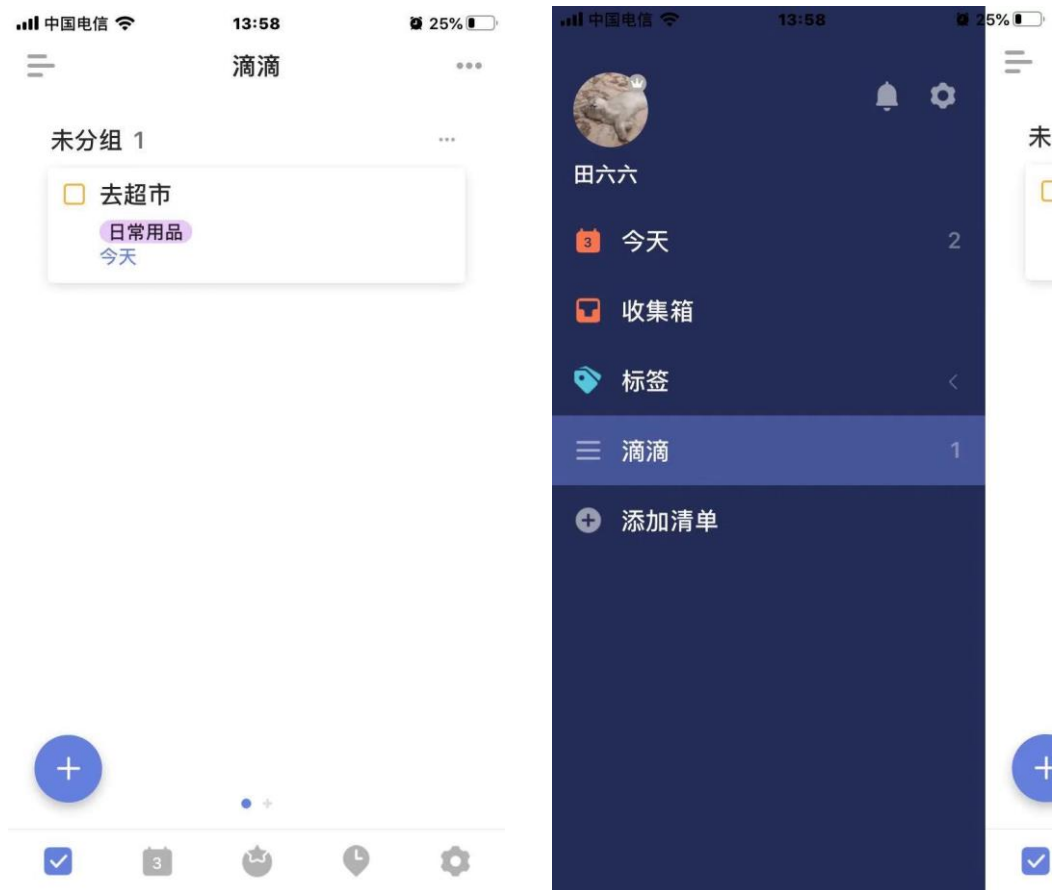 中国电信 13:58 25%
滴滴
未分组 1
去超市
日常用品
今天
3
中国电信 13:58 25%
田六六
3 今天 2
收集箱
标签
滴滴 1
添加清单
未